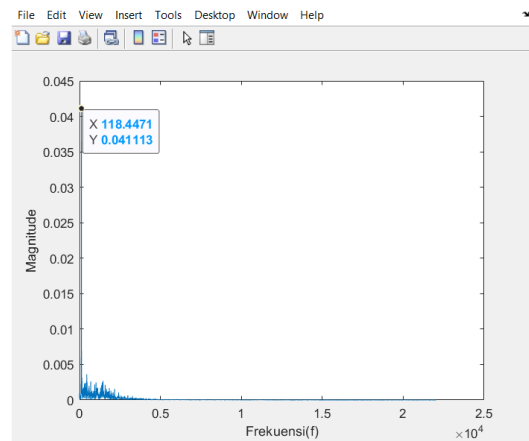 File Edit View Insert Tools Desktop Window Help
0.045
0.04
X 118.4471
Y 0.041113
0.035
0.03
0.025
Magnitude
0.02
0.015
0.01
0.005
0
0 0.5 1 1.5 2 2.5
Frekuensi(f) ×10⁴